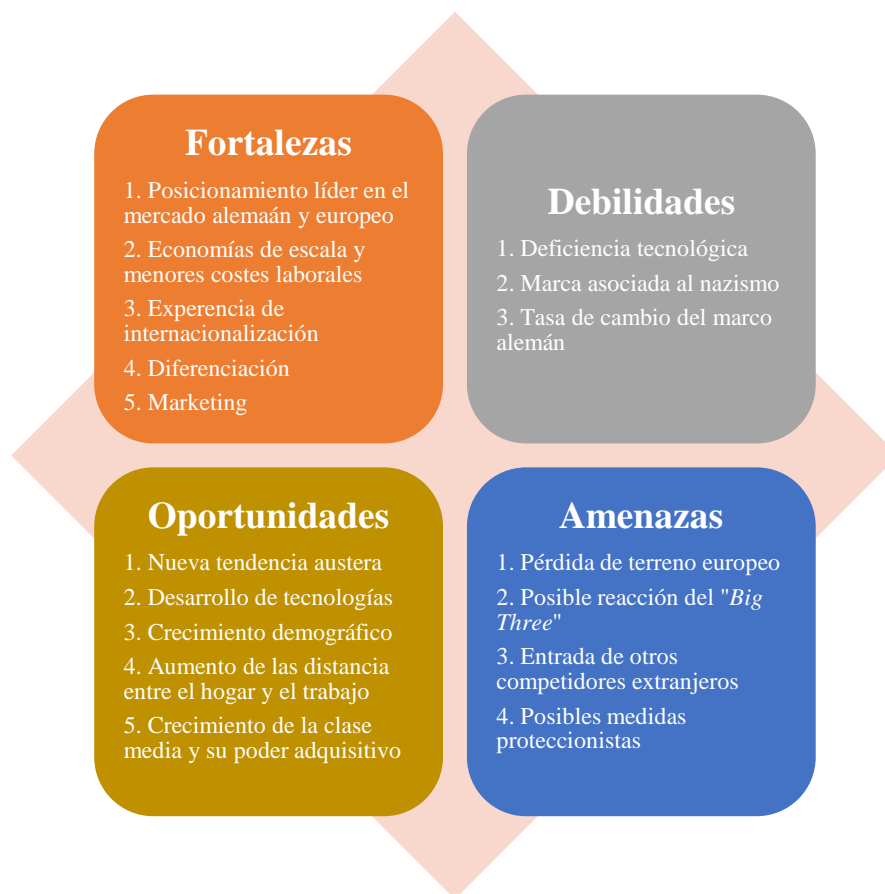 Fortalezas
1. Posicionamiento líder en el
mercado alemaán y europeo
2. Economías de escala y
menores costes laborales
3. Experencia de
internacionalización
4. Diferenciación
5. Marketing
Debilidades
1. Deficiencia tecnológica
2. Marca asociada al nazismo
3. Tasa de cambio del marco
alemán
Oportunidades
1. Nueva tendencia austera
2. Desarrollo de tecnologías
3. Crecimiento demográfico
4. Aumento de las distancia
entre el hogar y el trabajo
5. Crecimiento de la clase
media y su poder adquisitivo
Amenazas
1. Pérdida de terreno europeo
2. Posible reacción del "Big
Three"
3. Entrada de otros
competidores extranjeros
4. Posibles medidas
proteccionistas